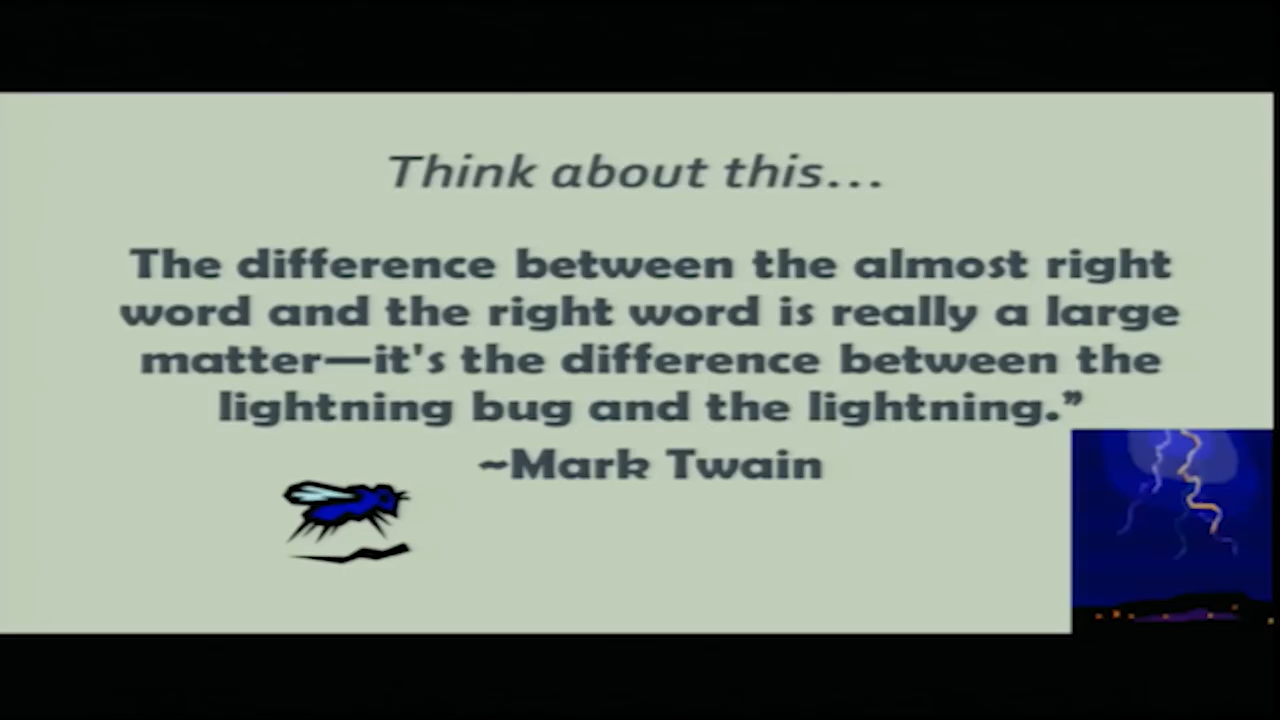 Think about this...
The difference between the almost right
word and the right word is really a large
matter—it's the difference between the
lightning bug and the lightning.”
~Mark Twain